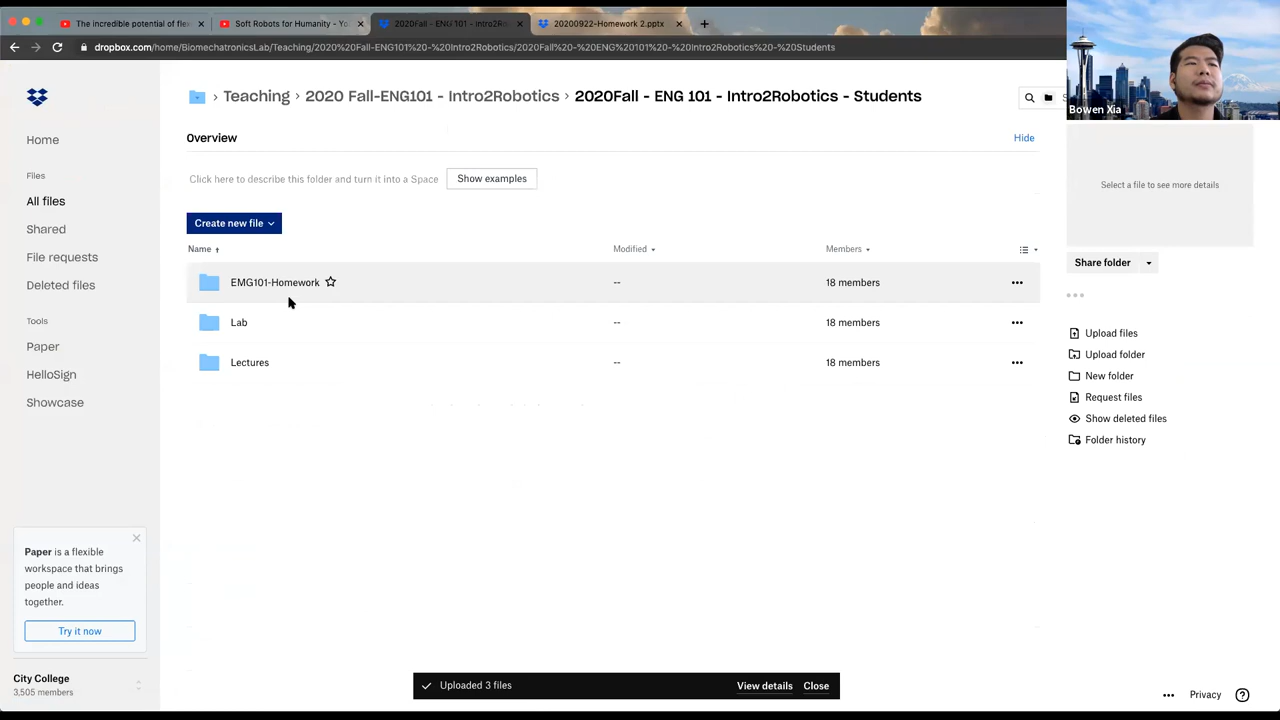 The incredible potential of fle
Soft Robots for Humanity - Yo
2020Fall - ENG 101 - Intro2Ro
20200922-Homework 2.pptx
dropbox.com/home/BiomechatronicsLab/Teaching/2020%20Fall-ENG101%20-%20Intro2Robotics/2020Fall%20-%20ENG%20101%20-%20Intro2Robotics%20-%20Students
Bowen Xia
Teaching › 2020 Fall-ENG101 - Intro2Robotics › 2020Fall - ENG 101 - Intro2Robotics - Students
Home
Files
All files
Shared
File requests
Deleted files
Tools
Paper
HelloSign
Showcase
Overview
Hide
Click here to describe this folder and turn it into a Space
Show examples
Create new file
Name
Modified
Members
EMG101-Homework
--
18 members
Lab
--
18 members
Lectures
--
18 members
Select a file to see more details
Share folder
Upload files
Upload folder
New folder
Request files
Show deleted files
Folder history
Paper is a flexible
workspace that brings
people and ideas
together.
Try it now
City College
3,505 members
Uploaded 3 files
View details
Close
Privacy